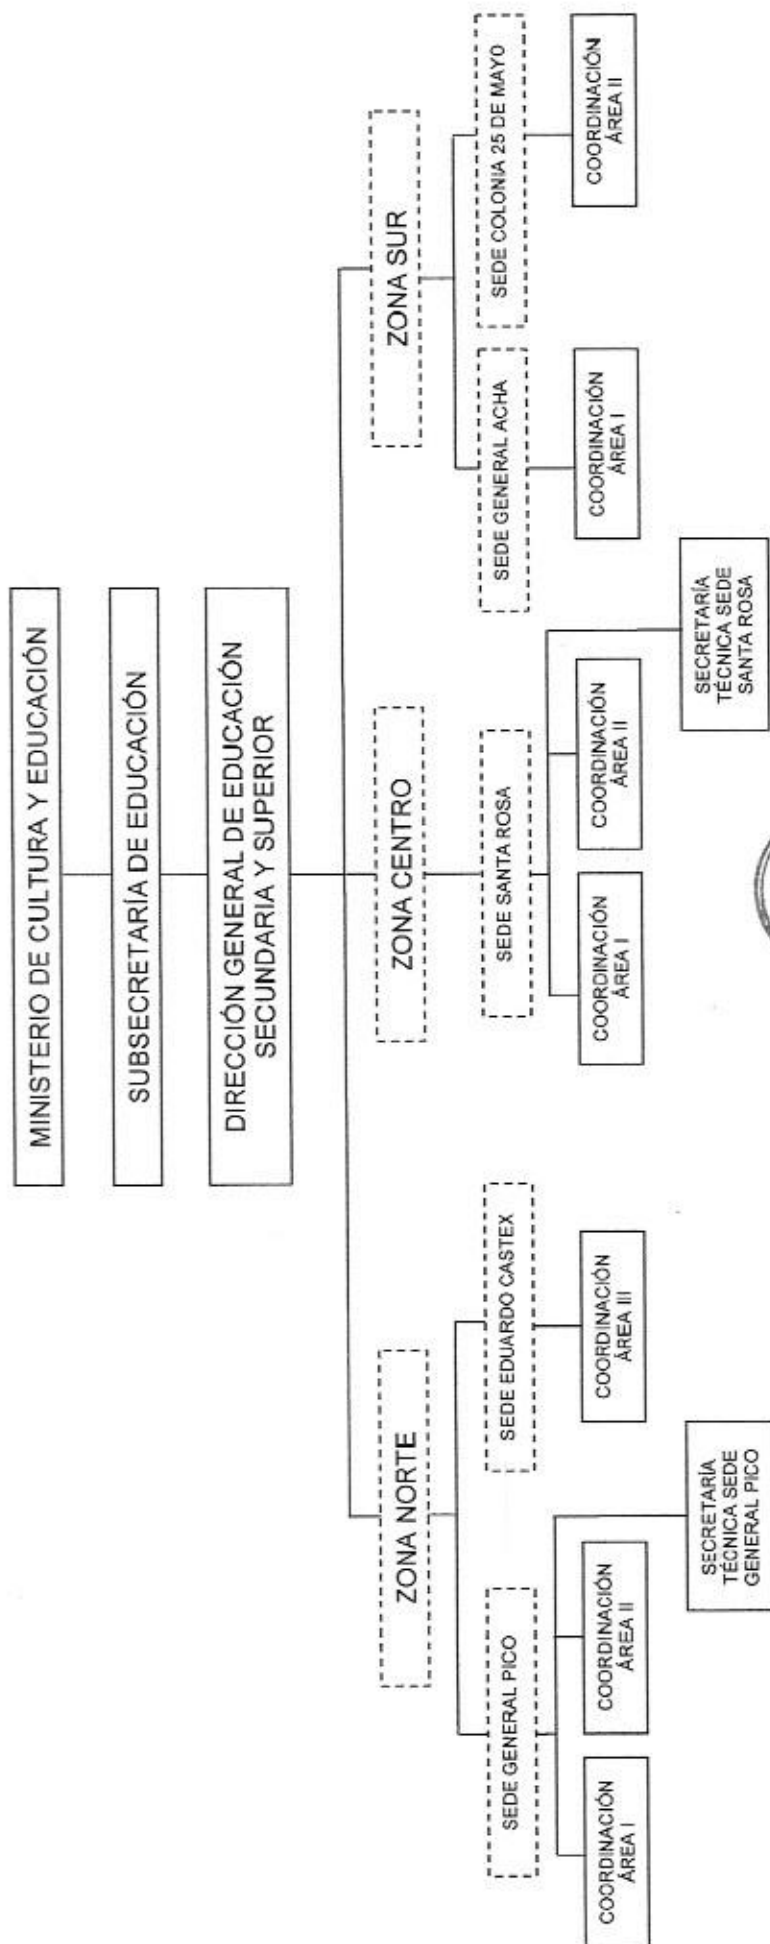 MINISTERIO DE CULTURA Y EDUCACIÓN
SUBSECRETARÍA DE EDUCACIÓN
DIRECCIÓN GENERAL DE EDUCACIÓN
SECUNDARIA Y SUPERIOR
ZONA NORTE
ZONA CENTRO
ZONA SUR
SEDE GENERAL PICO
SEDE EDUARDO CASTEX
SEDE SANTA ROSA
SEDE GENERAL ACHA
SEDE COLONIA 25 DE MAYO
COORDINACIÓN
ÁREA I
COORDINACIÓN
ÁREA II
COORDINACIÓN
ÁREA III
COORDINACIÓN
ÁREA I
COORDINACIÓN
ÁREA II
COORDINACIÓN
ÁREA I
COORDINACIÓN
ÁREA II
SECRETARÍA
TÉCNICA SEDE
GENERAL PICO
SECRETARÍA
TÉCNICA SEDE
SANTA ROSA